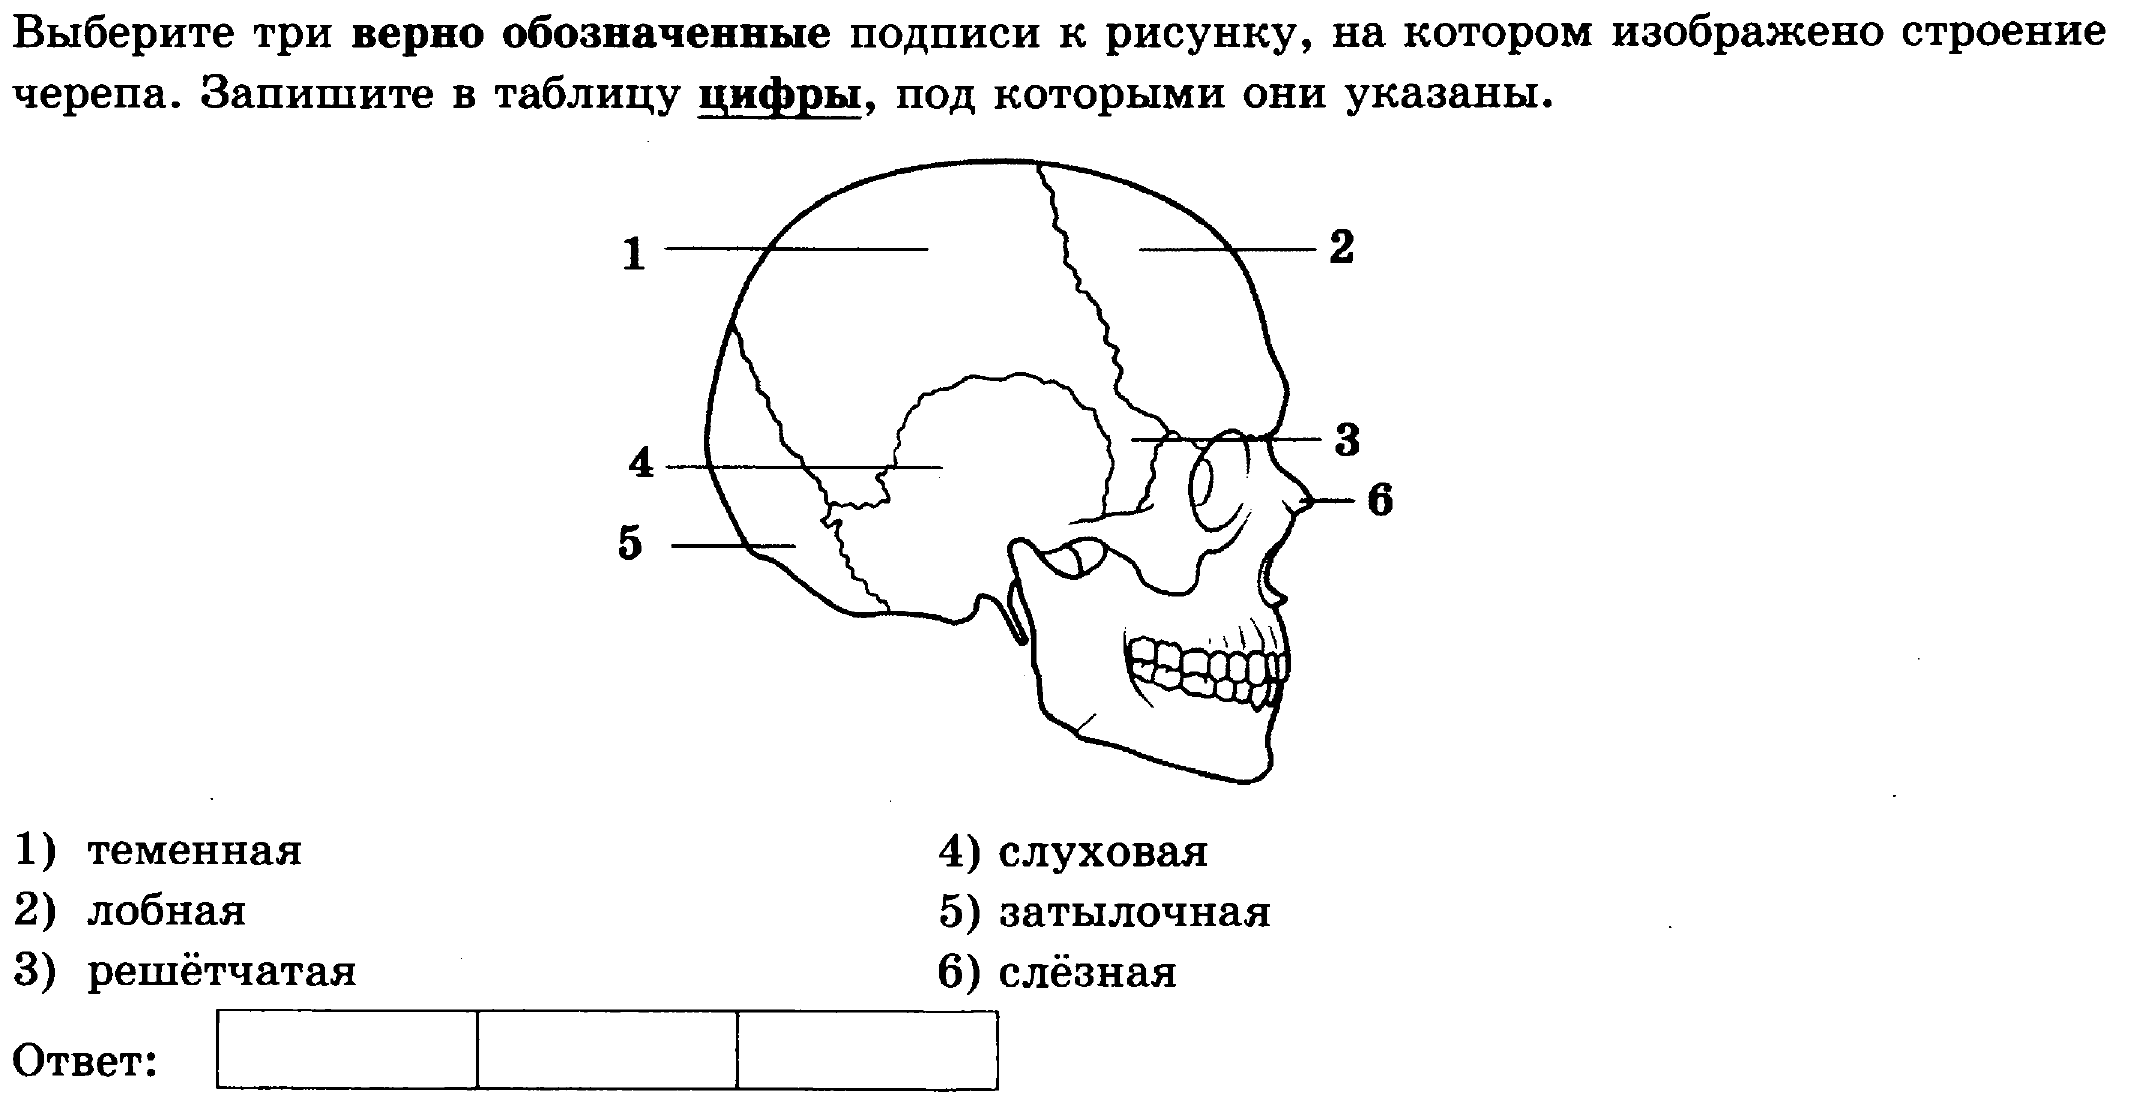 Выберите три верно обозначенные подписи к рисунку, на котором изображено строение
черепа. Запишите в таблицу цифры, под которыми они указаны.
1
2
3
4
6
5
1) теменная
4) слуховая
2) лобная
5) затылочная
3) решётчатая
6) слёзная
Ответ: